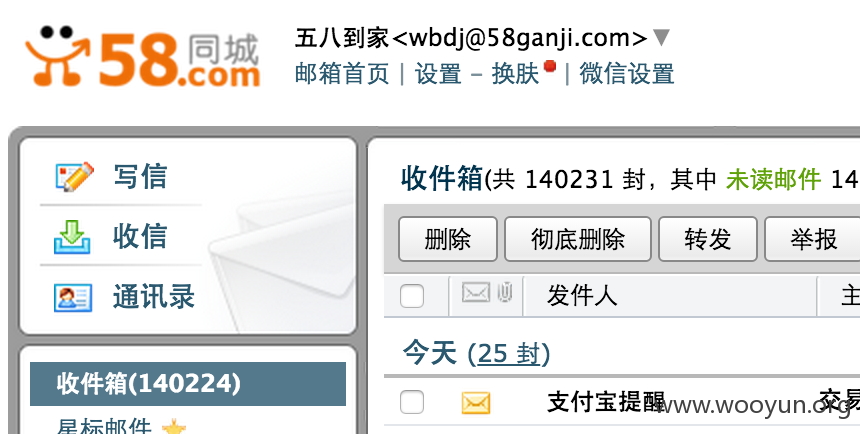 58同城.com
五八到家<wbdj@58ganji.com>▼
邮箱首页 | 设置 – 换肤 | 微信设置
写信
收信
通讯录
收件箱(共 140231 封，其中 未读邮件 14
删除 彻底删除 转发 举报
发件人 主
今天 (25 封)
收件箱(140224)
支付宝提醒 交易
星标邮件
www.wooyun.org